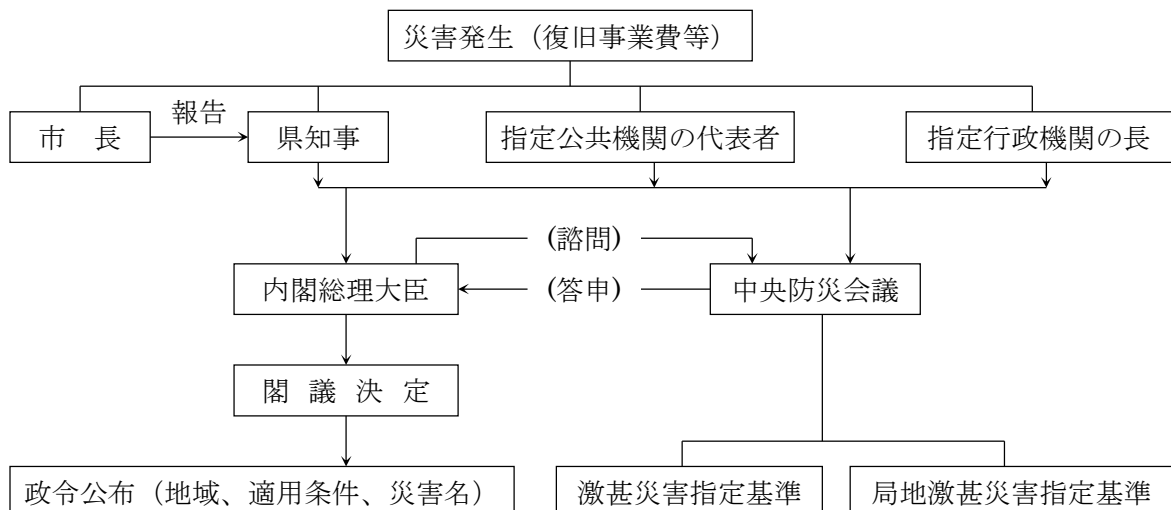 災害発生（復旧事業費等）
報告
市　長
県知事
指定公共機関の代表者
指定行政機関の長
(諮問)
内閣総理大臣
(答申)
中央防災会議
閣 議 決 定
政令公布（地域、適用条件、災害名）
激甚災害指定基準
局地激甚災害指定基準